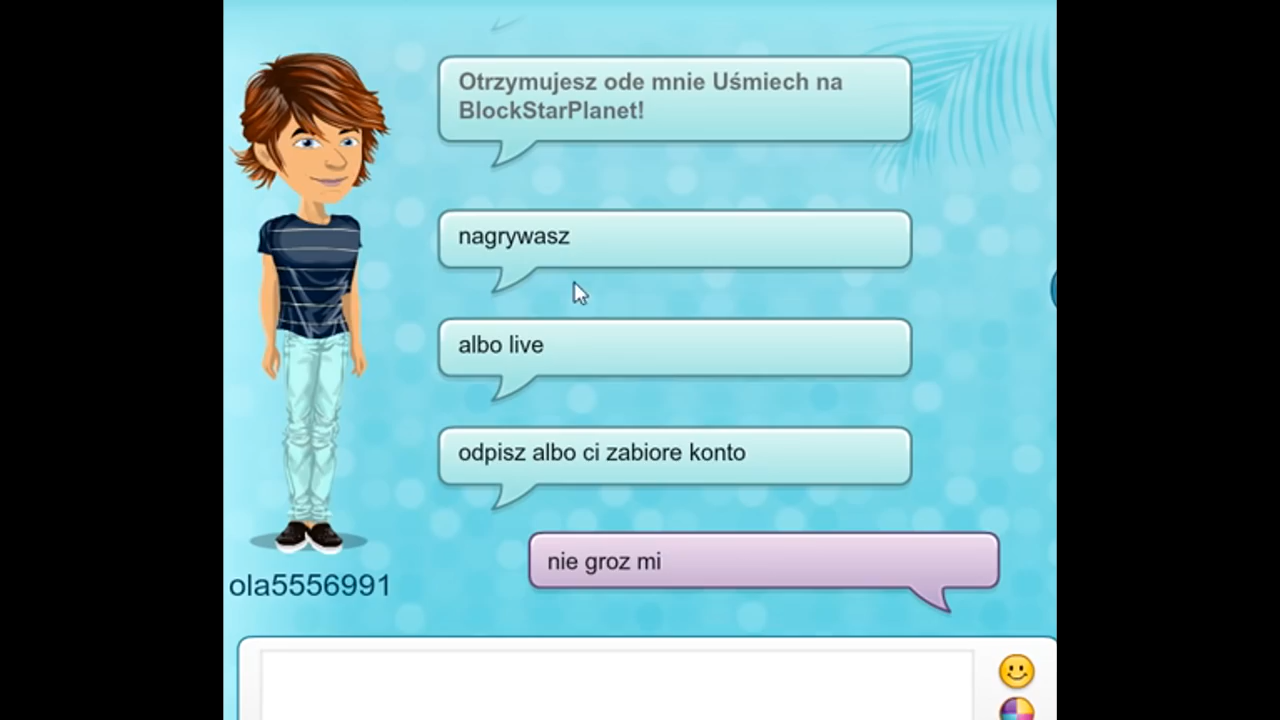 Otrzymujesz ode mnie Uśmiech na
BlockStarPlanet!
nagrywasz
albo live
odpisz albo ci zabiore konto
nie groz mi
ola5556991